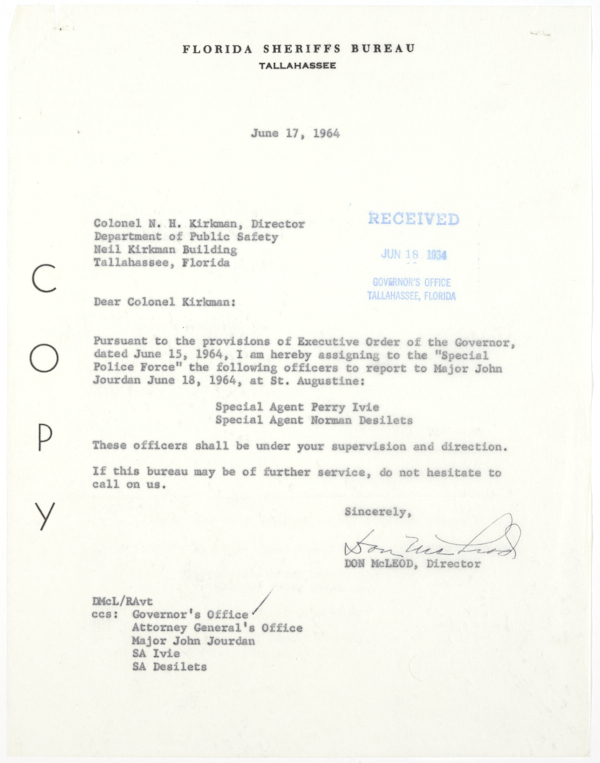 FLORIDA SHERIFFS BUREAU
TALLAHASSEE
June 17, 1964
Colonel N. H. Kirkman, Director
Department of Public Safety
Neil Kirkman Building
Tallahassee, Florida
RECEIVED
JUN 18 1964
GOVERNOR'S OFFICE
TALLAHASSEE, FLORIDA
Dear Colonel Kirkman:
Pursuant to the provisions of Executive Order of the Governor,
dated June 15, 1964, I am hereby assigning to the "Special
Police Force" the following officers to report to Major John
Jourdan June 18, 1964, at St. Augustine:
Special Agent Perry Ivie
Special Agent Norman Desilets
These officers shall be under your supervision and direction.
If this bureau may be of further service, do not hesitate to
call on us.
Sincerely,
Don McLeod
DON McLEOD, Director
DMcL/RAvt
ccs: Governor's Office
Attorney General's Office
Major John Jourdan
SA Ivie
SA Desilets
C
O
P
Y